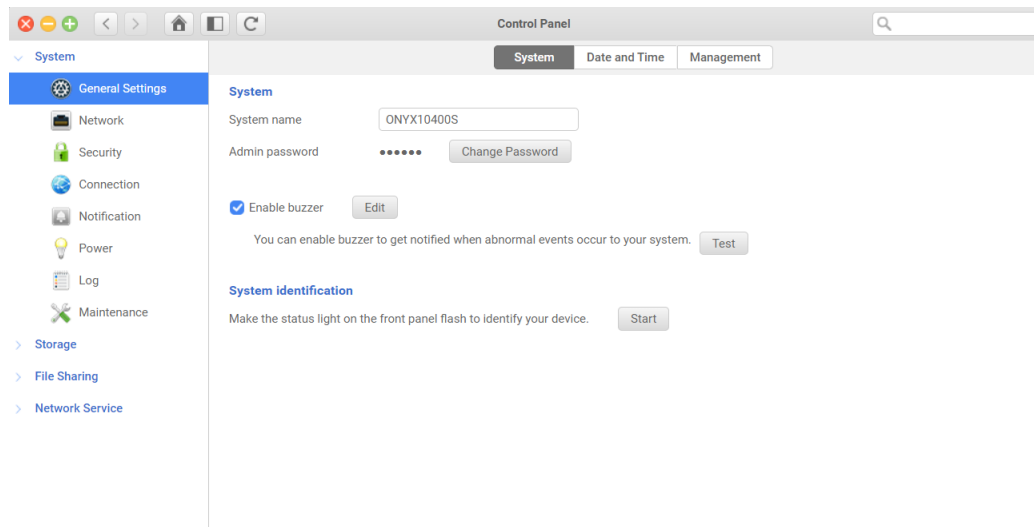 Control Panel
System
General Settings
Network
Security
Connection
Notification
Power
Log
Maintenance
Storage
File Sharing
Network Service
System Date and Time Management
System
System name ONYX10400S
Admin password •••••• Change Password
Enable buzzer Edit
You can enable buzzer to get notified when abnormal events occur to your system. Test
System identification
Make the status light on the front panel flash to identify your device. Start